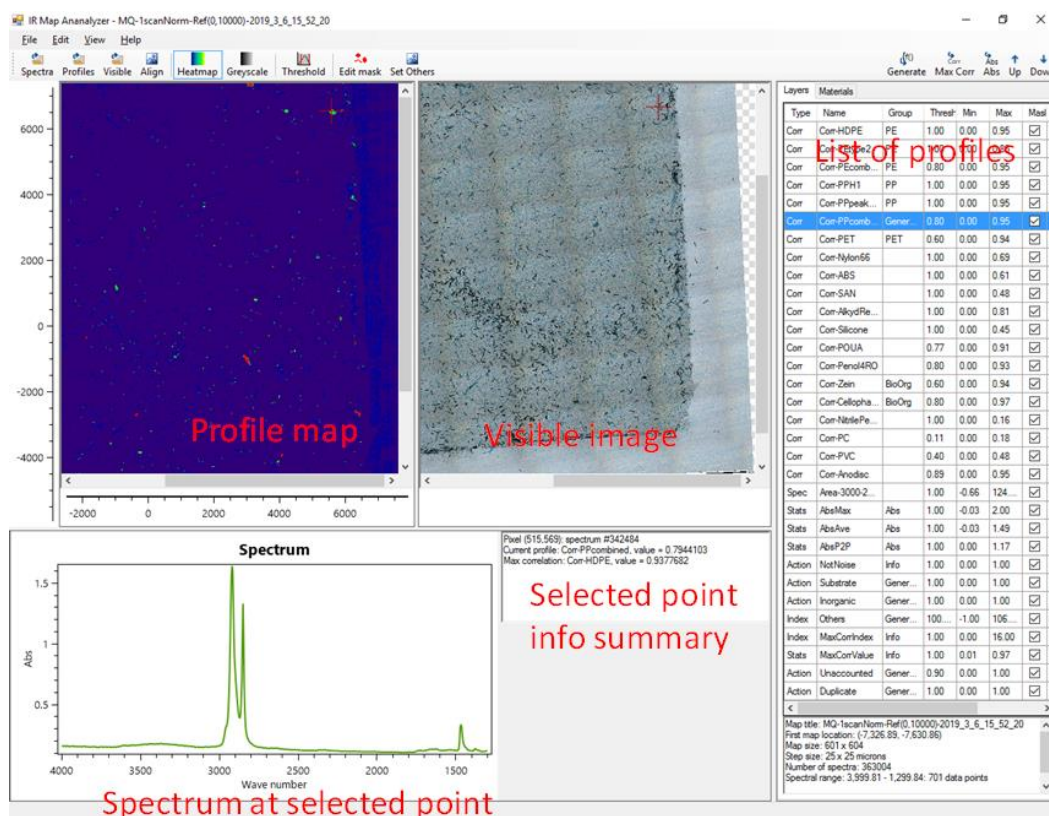 IR Map Ananalyzer - MQ-1scanNorm-Ref(0,10000)-2019_3_6_15_52_20
File Edit View Help
Spectra Profiles Visible Align Heatmap Greyscale Threshold Edit mask Set Others Generate Max Corr Abs Up Dow
Layers Materials
Type Name Group Thresh Min Max Masl
Corr Corr-HDPE PE 1.00 0.00 0.95
Corr
List of profiles
Corr Corr-PEcomb... PE 0.80 0.00 0.95
Corr Corr-PPH1 PP 1.00 0.00 0.95
Corr Corr-PPpeak... PP 1.00 0.00 0.95
Corr Corr-PPcomb... Gener... 0.80 0.00 0.95
Corr Corr-PET PET 0.60 0.00 0.94
Corr Corr-Nylon66 1.00 0.00 0.69
Corr Corr-ABS 1.00 0.00 0.61
Corr Corr-SAN 1.00 0.00 0.48
Corr Corr-AlkydRe... 1.00 0.00 0.81
Corr Corr-Silicone 1.00 0.00 0.45
Corr Corr-POUA 0.77 0.00 0.91
Corr Corr-Penol4RO 0.80 0.00 0.93
Corr Corr-Zein BioOrg 0.60 0.00 0.94
Corr Corr-Cellopha... BioOrg 0.80 0.00 0.97
Corr Corr-NitrilePe... 1.00 0.00 0.16
Corr Corr-PC 0.11 0.00 0.18
Corr Corr-PVC 0.40 0.00 0.48
Corr Corr-Anodisc 0.89 0.00 0.95
Spec Area-3000-2... 1.00 -0.66 124....
Stats AbsMax Abs 1.00 -0.03 2.00
Stats AbsAve Abs 1.00 -0.03 1.49
Stats AbsP2P Abs 1.00 0.00 1.17
Action NotNoise Info 1.00 0.00 1.00
Action Substrate Gener... 1.00 0.00 1.00
Action Inorganic Gener... 1.00 0.00 1.00
Index Others Gener... 100.... -1.00 106....
Index MaxCorrIndex Info 1.00 0.00 16.00
Stats MaxCorrValue Info 1.00 0.01 0.97
Action Unaccounted Gener... 0.90 0.00 1.00
Action Duplicate Gener... 1.00 0.00 1.00
6000
4000
2000
0
-2000
-4000
Profile map
Visible image
-2000 0 2000 4000 6000
Spectrum
1.5
1
0.5
Abs
4000 3500 3000 2500 2000 1500
Wave number
Spectrum at selected point
Pixel (515,569): spectrum #342484
Current profile: Corr-PPcombined, value = 0.7944103
Max correlation: Corr-HDPE, value = 0.9377682
Selected point
info summary
Map title: MQ-1scanNorm-Ref(0,10000)-2019_3_6_15_52_20
First map location: (-7,326.89, -7,630.86)
Map size: 601 x 604
Step size: 25 x 25 microns
Number of spectra: 363004
Spectral range: 3,999.81 - 1,299.84: 701 data points